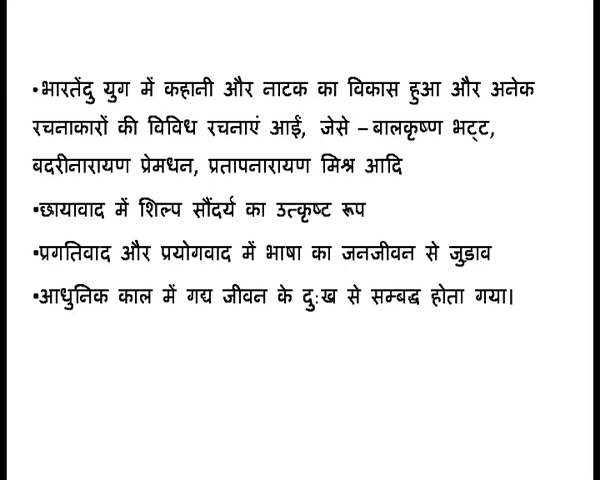 •भारतेंदु युग में कहानी और नाटक का विकास हुआ और अनेक
रचनाकारों की विविध रचनाएं आईं, जेसे – बालकृष्ण भट्ट,
बदरीनारायण प्रेमधन, प्रतापनारायण मिश्र आदि
•छायावाद में शिल्प सौंदर्य का उत्कृष्ट रूप
•प्रगतिवाद और प्रयोगवाद में भाषा का जनजीवन से जुड़ाव
•आधुनिक काल में गद्य जीवन के दुःख से सम्बद्ध होता गया।